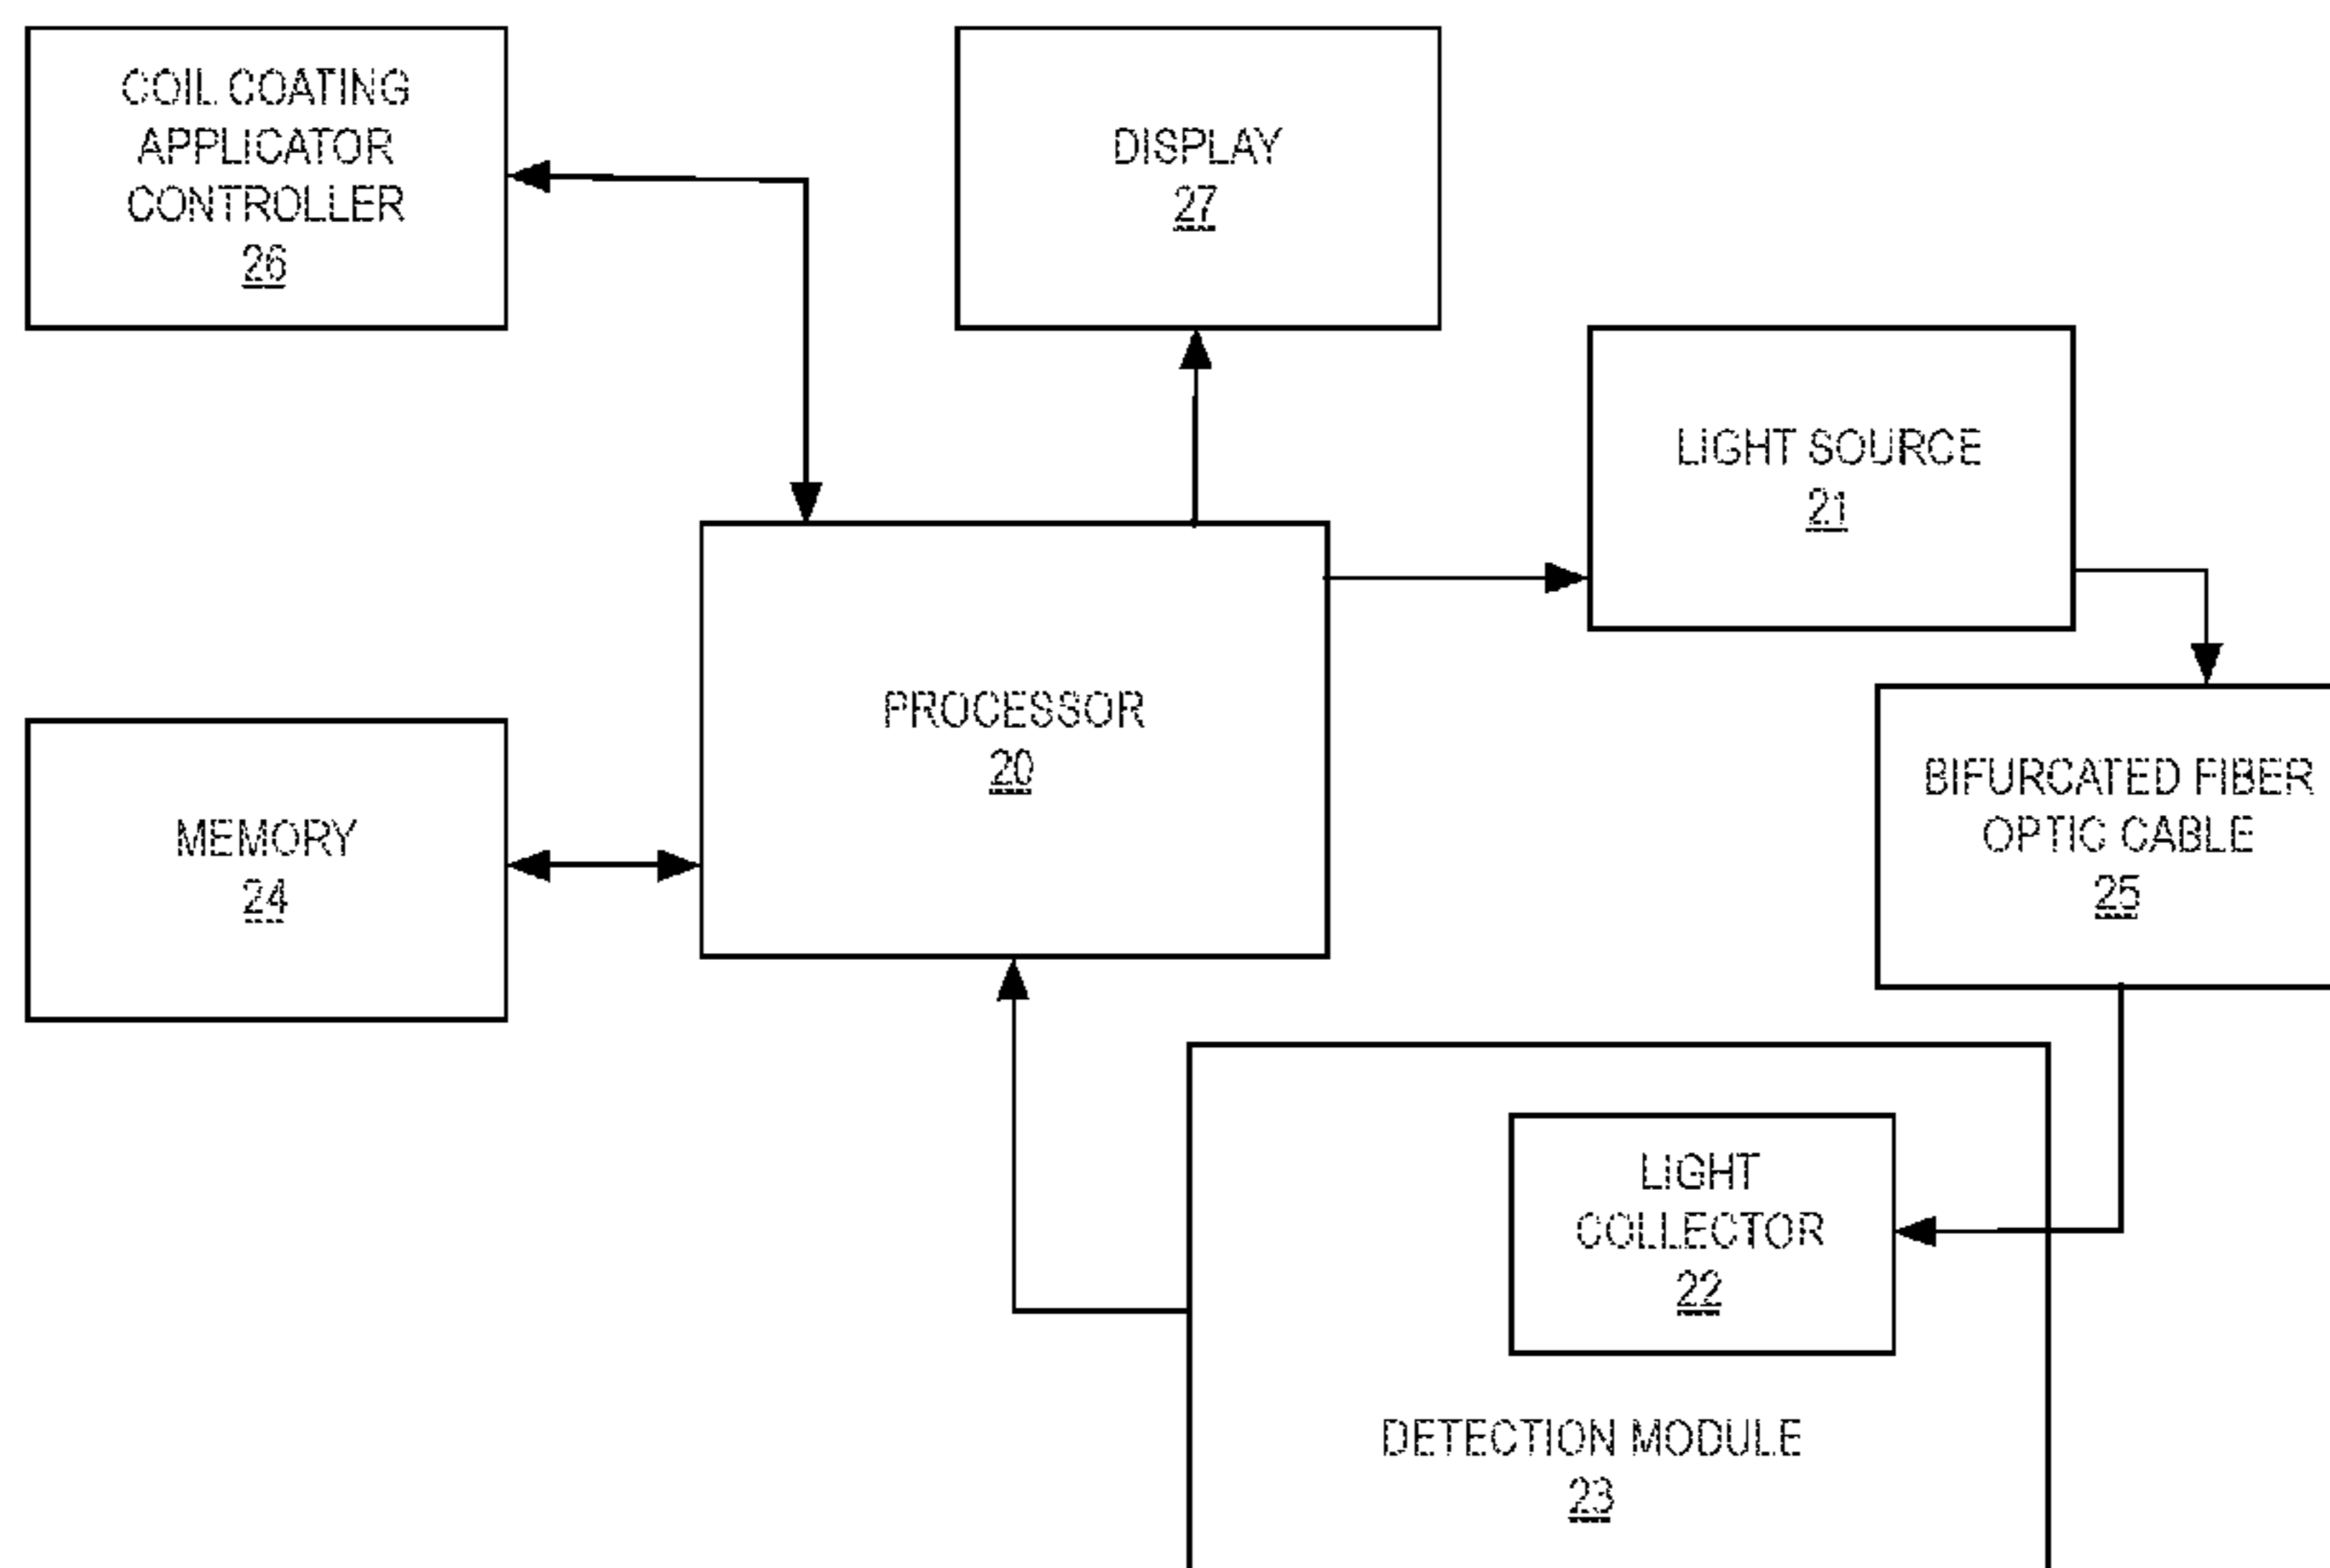 COIL COATING
APPLICATOR
CONTROLLER
26
DISPLAY
27
LIGHT SOURCE
21
PROCESSOR
20
MEMORY
24
BIFURCATED FIBER
OPTIC CABLE
25
LIGHT
COLLECTOR
22
DETECTION MODULE
23